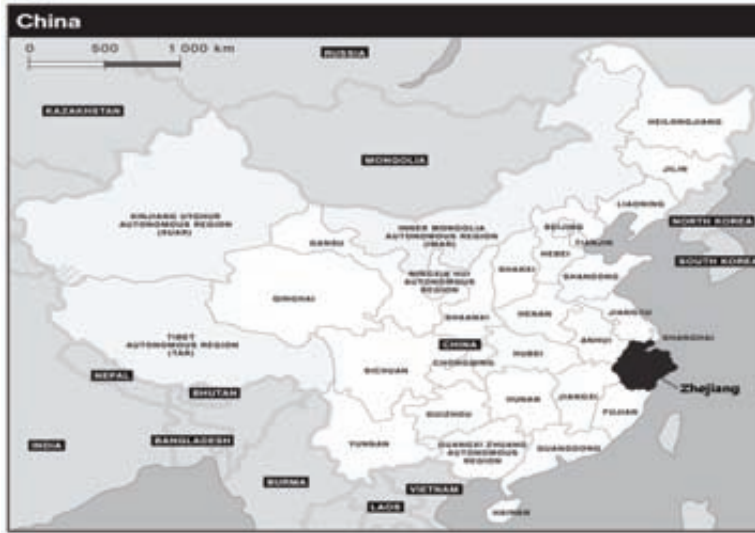 China
0 500 1 000 km
RUSSIA
KAZAKHSTAN
MONGOLIA
HEILONGJIANG
JILIN
LIAONING
NORTH KOREA
SOUTH KOREA
XINJIANG UYGHUR
AUTONOMOUS REGION
(XUAR)
INNER MONGOLIA
AUTONOMOUS REGION
(IMAR)
GANSU
BEIJING
TIANJIN
HEBEI
SHANXI
SHANDONG
NINGXIA HUI
AUTONOMOUS
REGION
QINGHAI
SHAANXI
HENAN
JIANGSU
SHANGHAI
ANHUI
TIBET
AUTONOMOUS REGION
(TAR)
CHINA
CHONGQING
HUBEI
SICHUAN
Zhejiang
NEPAL
BHUTAN
HUNAN
JIANGXI
FUJIAN
GUIZHOU
INDIA
BANGLADESH
YUNNAN
GUANGXI ZHUANG
AUTONOMOUS
REGION
GUANGDONG
BURMA
VIETNAM
LAOS
HAINAN